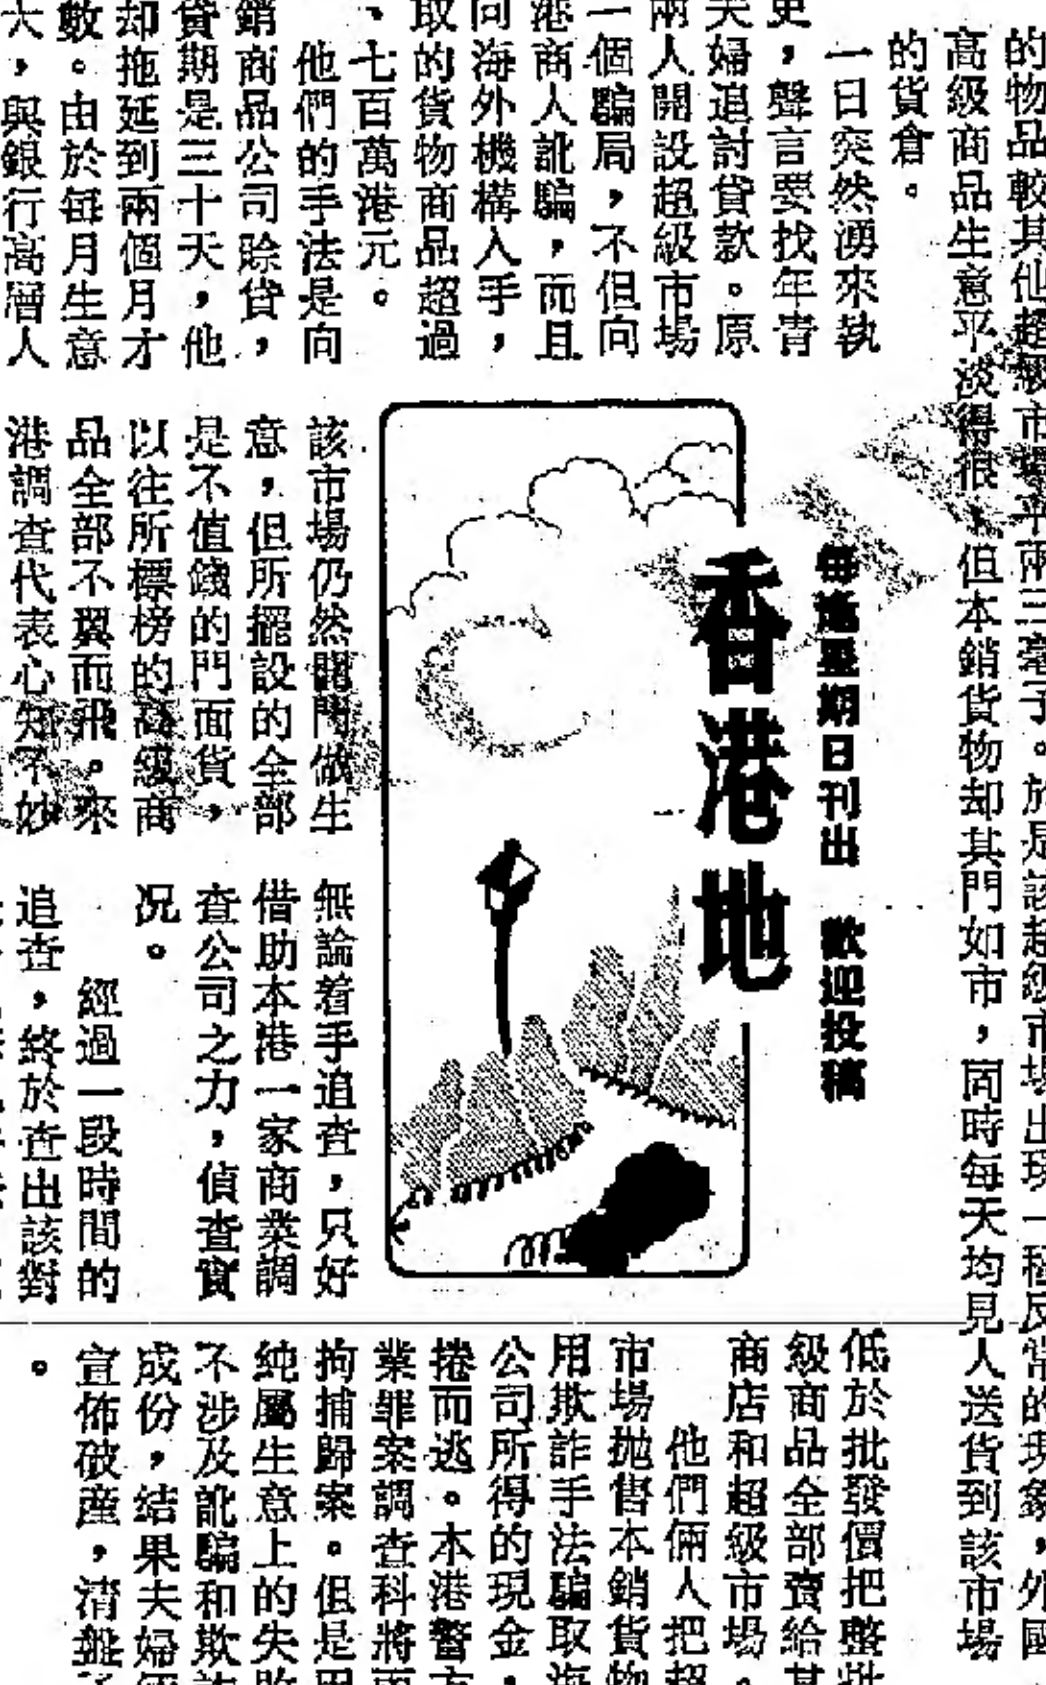 的物品較其他超級市場平兩三毫子。於是該超級市場出現一種反常的現象，外國
高級商品生意平淡得很，但本銷貨物却其門如市，同時每天均見人送貨到該市場
的貨倉。
一日突然湧來執
更，聲言要找年青
夫婦追討貸款。原
兩人開設超級市場
一個騙局，不但向
港商人訛騙，而且
向海外機構入手，
取的貨物商品超過
、七百萬港元。
他們的手法是向
銷商品公司賒貸，
貸期是三十天，他
却拖延到兩個月才
數。由於每月生意
大，與銀行高層人
每逢星期日刊出 歡迎投稿
香港地
該市場仍然開門做生
意，但所擺設的全部
是不值錢的門面貨，
以往所標榜的高級商
品全部不翼而飛。來
港調查代表心知不妙
無論着手追查，只好
借助本港一家商業調
查公司之力，偵查實
况。
經過一段時間的
追查，終於查出該對
低於批發價把整批
級商品全部賣給其
商店和超級市場。
他們倆人把超
市場拋售本銷貨物
用欺詐手法騙取海
公司所得的現金，
捲而逃。本港警方
業罪案調查科將兩
拘捕歸案。但是因
純屬生意上的失敗
不涉及訛騙和欺詐
成份，結果夫婦倆
宣佈破產，清盤了
。